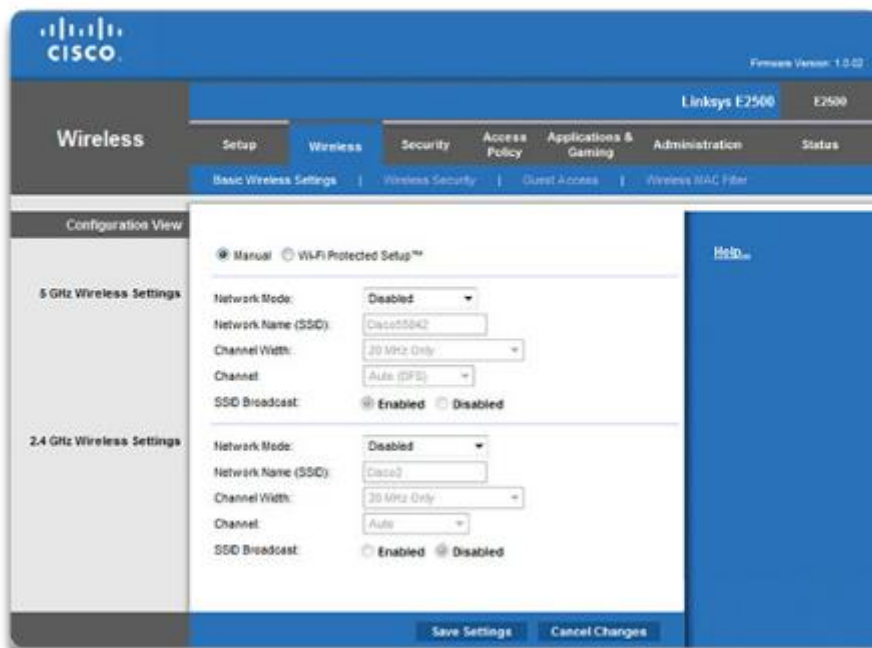 CISCO
Firmware Version: 1.0.02
Linksys E2500 E2500
Wireless
Setup Wireless Security Access Policy Applications & Gaming Administration Status
Basic Wireless Settings | Wireless Security | Guest Access | Wireless MAC Filter
Configuration View
Manual Wi-Fi Protected Setup™
Help...
5 GHz Wireless Settings
Network Mode: Disabled
Network Name (SSID): Cisco55042
Channel Width: 20 MHz Only
Channel: Auto (DFS)
SSID Broadcast: Enabled Disabled
2.4 GHz Wireless Settings
Network Mode: Disabled
Network Name (SSID): Cisco2
Channel Width: 20 MHz Only
Channel: Auto
SSID Broadcast: Enabled Disabled
Save Settings Cancel Changes